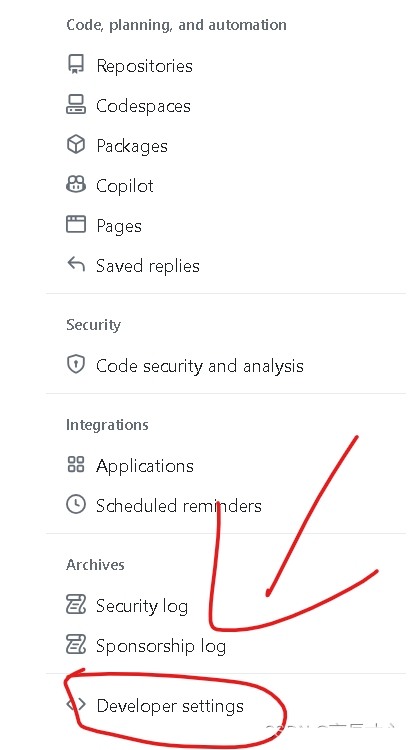 Code, planning, and automation
Repositories
Codespaces
Packages
Copilot
Pages
Saved replies
Security
Code security and analysis
Integrations
Applications
Scheduled reminders
Archives
Security log
Sponsorship log
Developer settings